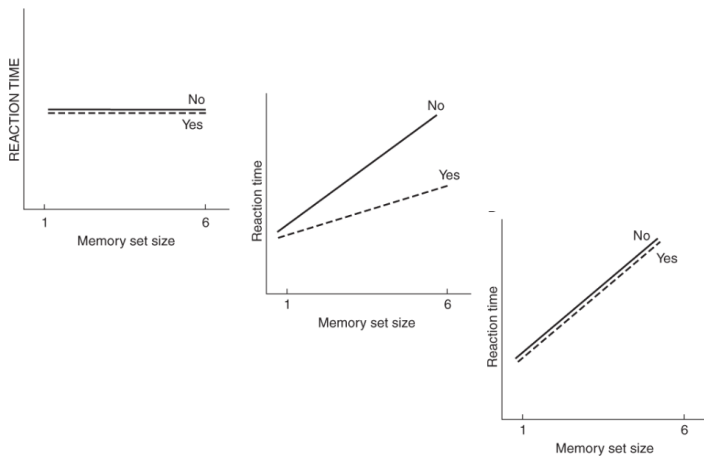 REACTION TIME
No
Yes
1 6
Memory set size
Reaction time
No
Yes
1 6
Memory set size
Reaction time
No
Yes
1 6
Memory set size